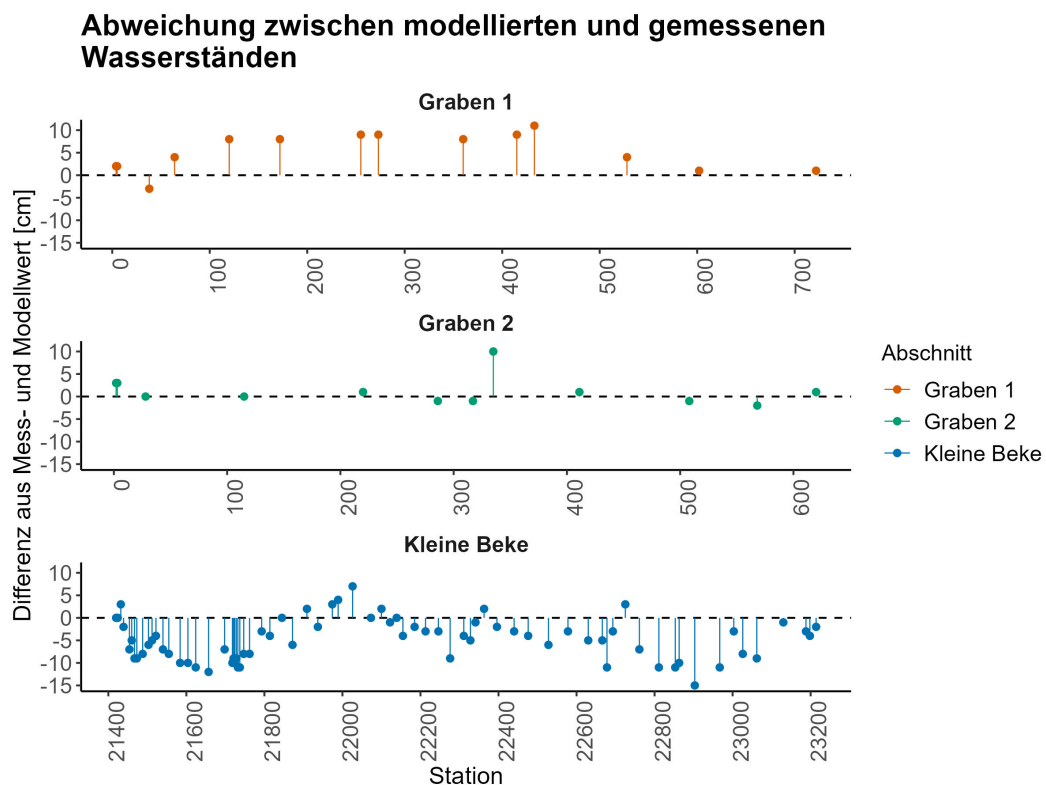 Abweichung zwischen modellierten und gemessenen
Wasserständen
Differenz aus Mess- und Modellwert [cm]
Graben 1
10
5
0
-5
-10
-15
0 100 200 300 400 500 600 700
Graben 2
10
5
0
-5
-10
-15
0 100 200 300 400 500 600
Kleine Beke
10
5
0
-5
-10
-15
21400 21600 21800 22000 22200 22400 22600 22800 23000 23200
Station
Abschnitt
Graben 1
Graben 2
Kleine Beke